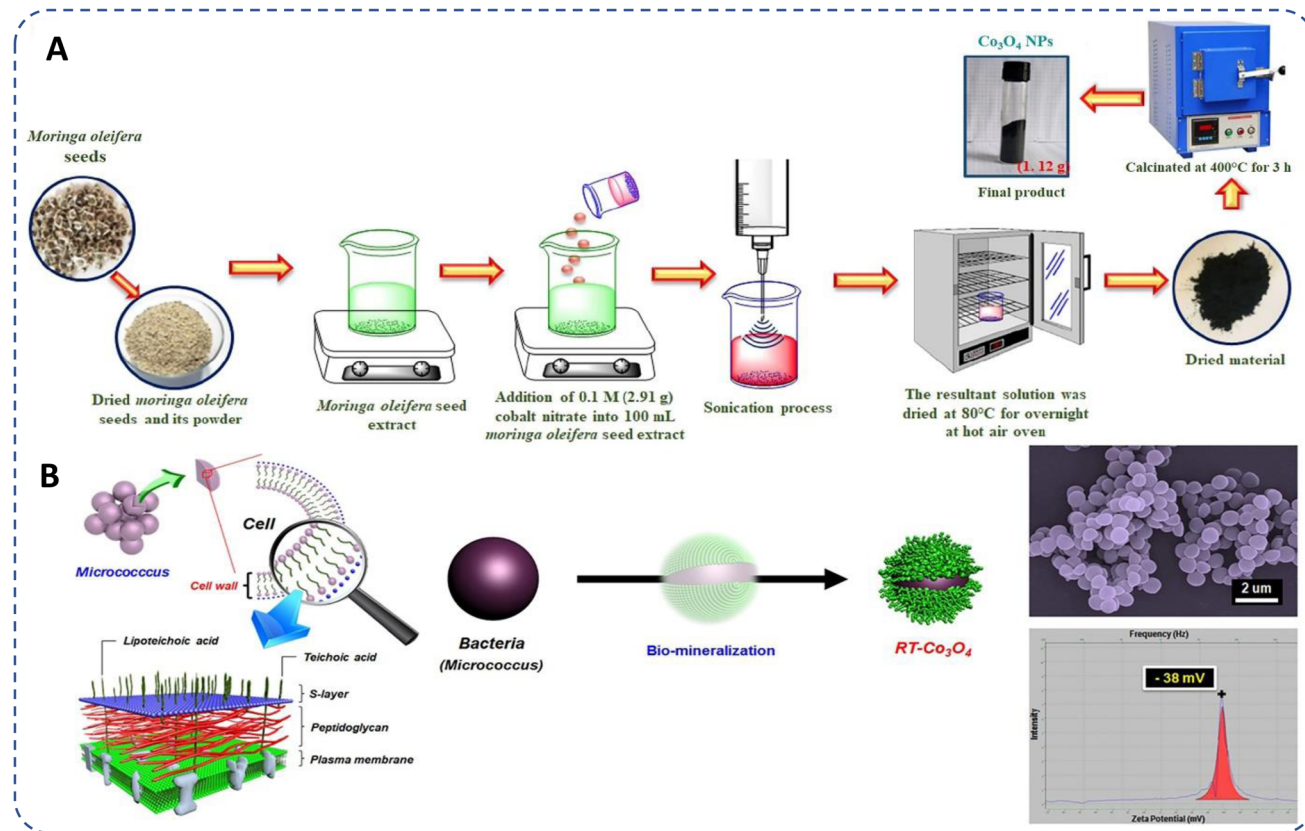 A
Moringa oleifera
seeds
Dried moringa oleifera
seeds and its powder
Moringa oleifera seed
extract
Addition of 0.1 M (2.91 g)
cobalt nitrate into 100 mL
moringa oleifera seed extract
Sonication process
The resultant solution was
dried at 80°C for overnight
at hot air oven
Dried material
Calcinated at 400°C for 3 h
Co3O4 NPs
(1. 12 g)
Final product
B
Micrococccus
Cell
Cell wall
Lipoteichoic acid
Teichoic acid
S-layer
Peptidoglycan
Plasma membrane
Bacteria
(Micrococcus)
Bio-mineralization
RT-Co3O4
2 um
Frequency (Hz)
- 38 mV
Intensity
Zeta Potential (mV)